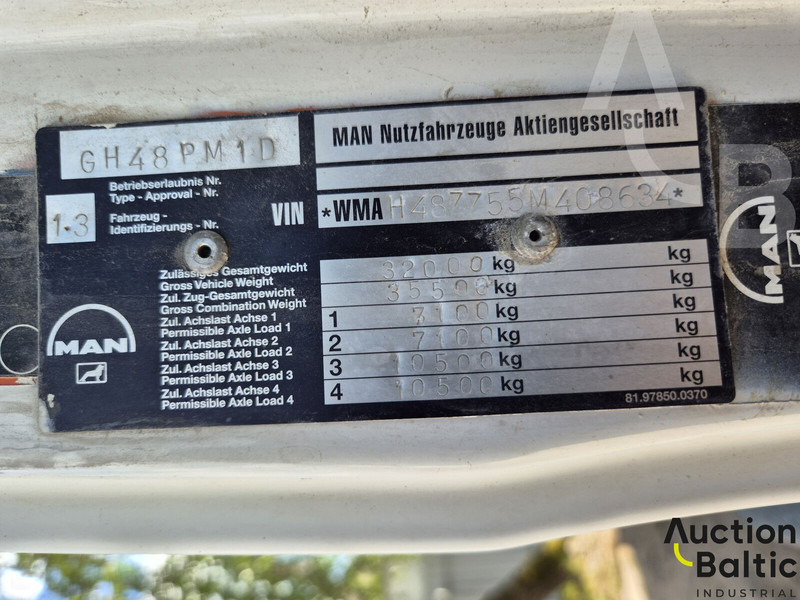 GH48PM1D
MAN Nutzfahrzeuge Aktiengesellschaft
Betriebserlaubnis Nr.
Type - Approval - Nr.
1.3
Fahrzeug -
Identifizierungs - Nr.
VIN
*WMAH487755M408634*
Zulässiges Gesamtgewicht
Gross Vehicle Weight
32000 kg kg
Zul. Zug-Gesamtgewicht
Gross Combination Weight
35500 kg kg
Zul. Achslast Achse 1
Permissible Axle Load 1
1 7100 kg kg
Zul. Achslast Achse 2
Permissible Axle Load 2
2 7100 kg kg
Zul. Achslast Achse 3
Permissible Axle Load 3
3 10500 kg kg
Zul. Achslast Achse 4
Permissible Axle Load 4
4 10500 kg kg
MAN
81.97850.0370
MAN
Auction
Baltic
INDUSTRIAL